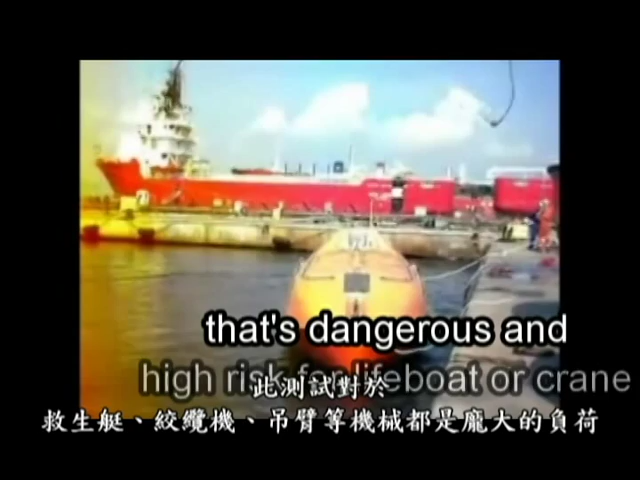 that's dangerous and
high risk for lifeboat or crane
此測試對於
救生艇、絞纜機、吊臂等機械都是龐大的負荷